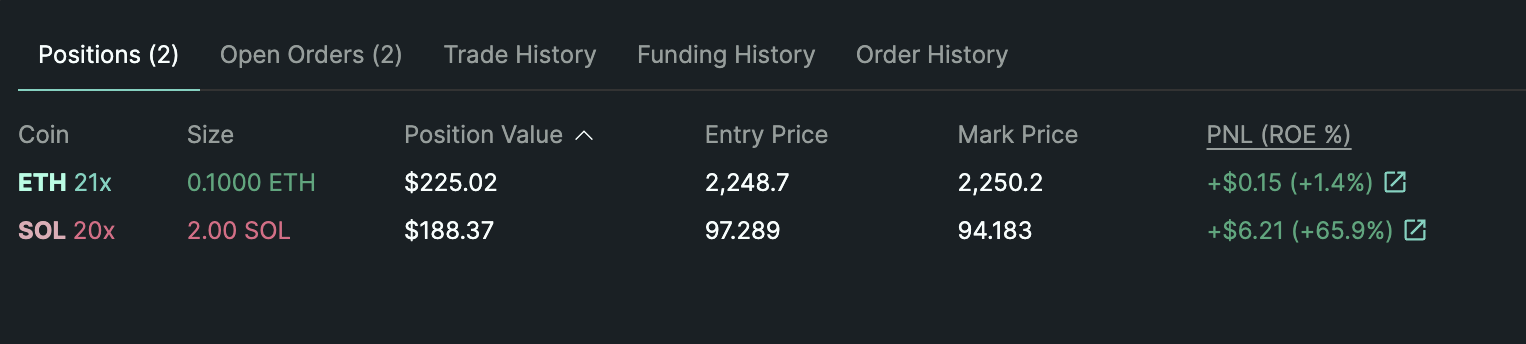 Positions (2) Open Orders (2) Trade History Funding History Order History
Coin Size Position Value Entry Price Mark Price PNL (ROE %)
ETH 21x 0.1000 ETH $225.02 2,248.7 2,250.2 +$0.15 (+1.4%)
SOL 20x 2.00 SOL $188.37 97.289 94.183 +$6.21 (+65.9%)